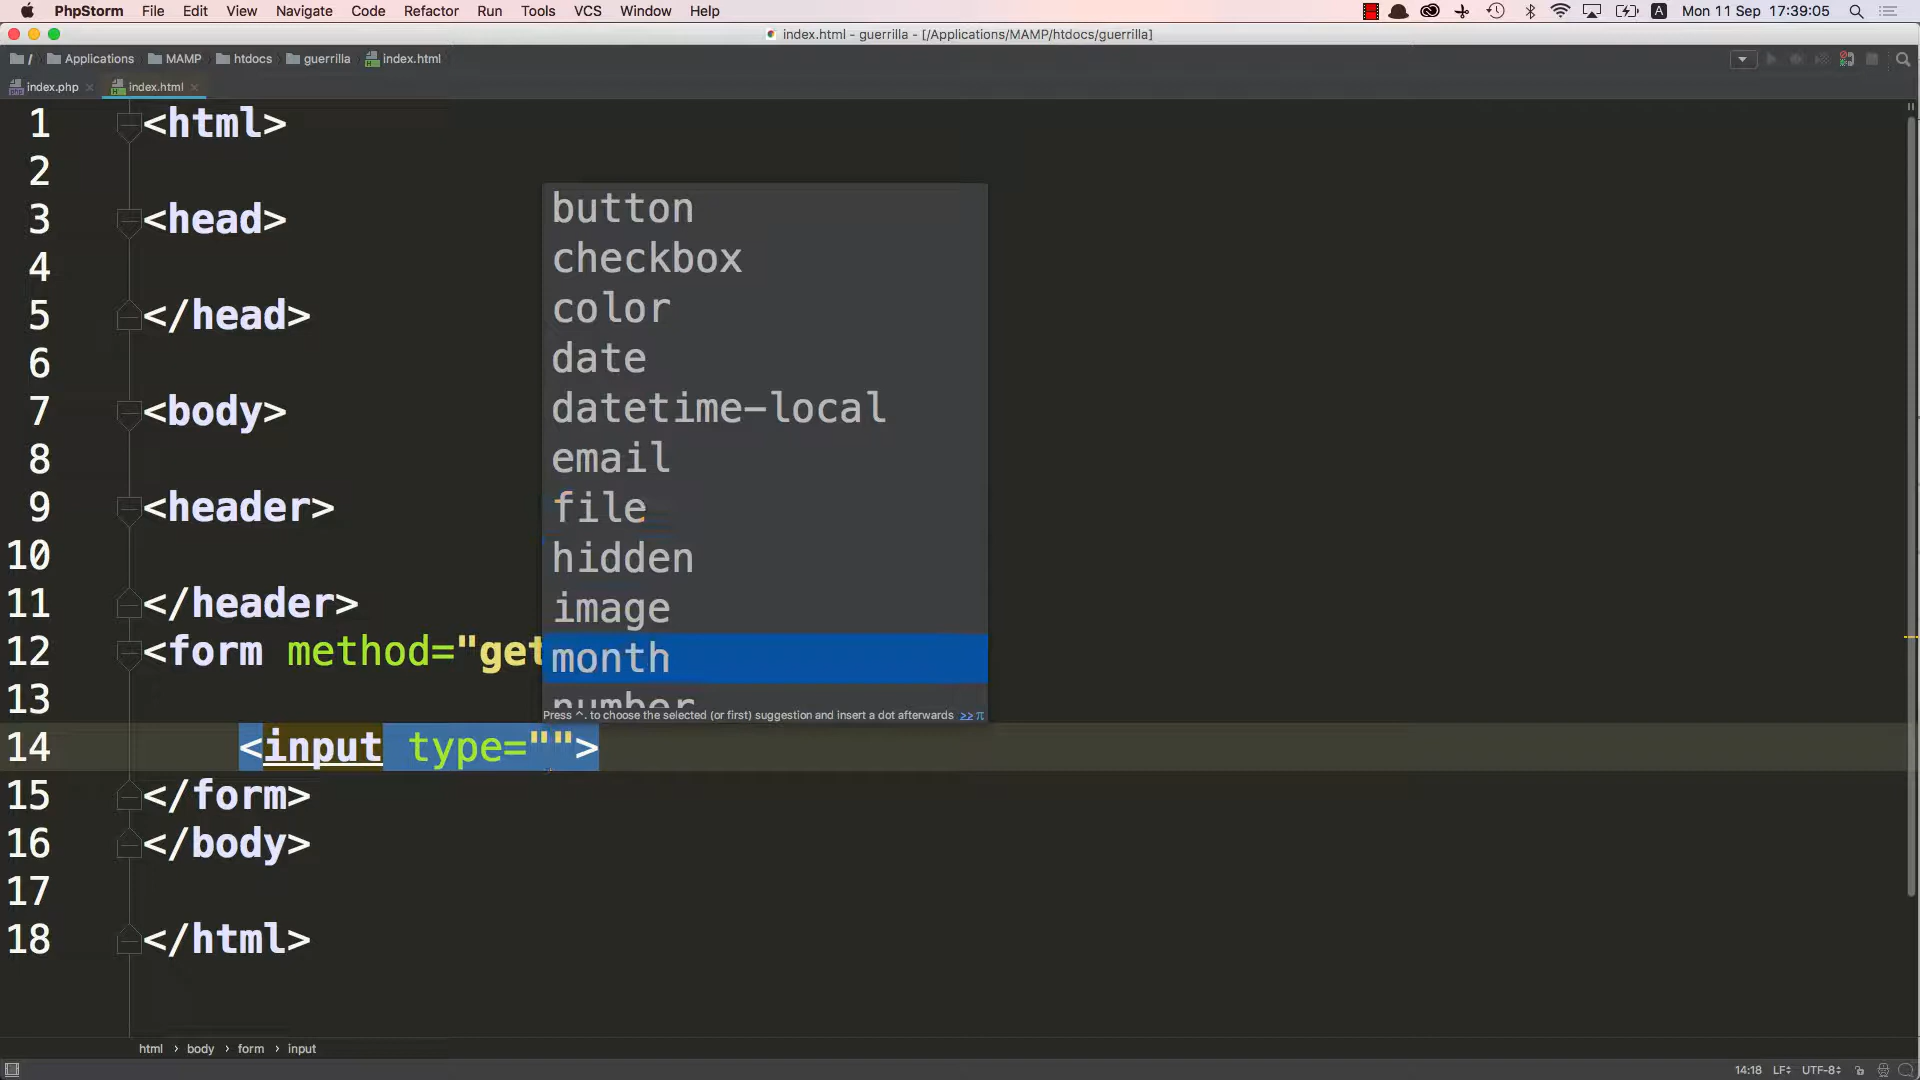 PhpStorm File Edit View Navigate Code Refactor Run Tools VCS Window Help A Mon 11 Sep 17:39:05
index.html - guerrilla - [/Applications/MAMP/htdocs/guerrilla]
/ Applications MAMP htdocs guerrilla index.html
index.php index.html
1 <html>
2
3 <head>
4
5 </head>
6
7 <body>
8
9 <header>
10
11 </header>
12 <form method="get
13
14 <input type="">
15 </form>
16 </body>
17
18 </html>
button
checkbox
color
date
datetime-local
email
file
hidden
image
month
number
Press ^. to choose the selected (or first) suggestion and insert a dot afterwards >> π
html › body › form › input
14:18 LF UTF-8